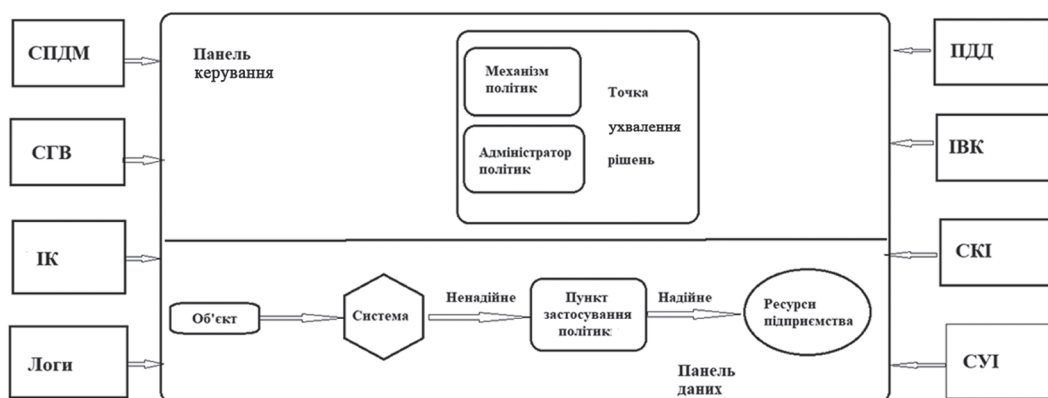 СПДМ
СГВ
ІК
Логи
Панель
керування
Механізм
політик
Адміністратор
політик
Точка
ухвалення
рішень
Об'єкт
Система
Ненадійне
Пункт
застосування
політик
Надійне
Ресурси
підприємства
Панель
даних
ПДД
ІВК
СКІ
СУІ